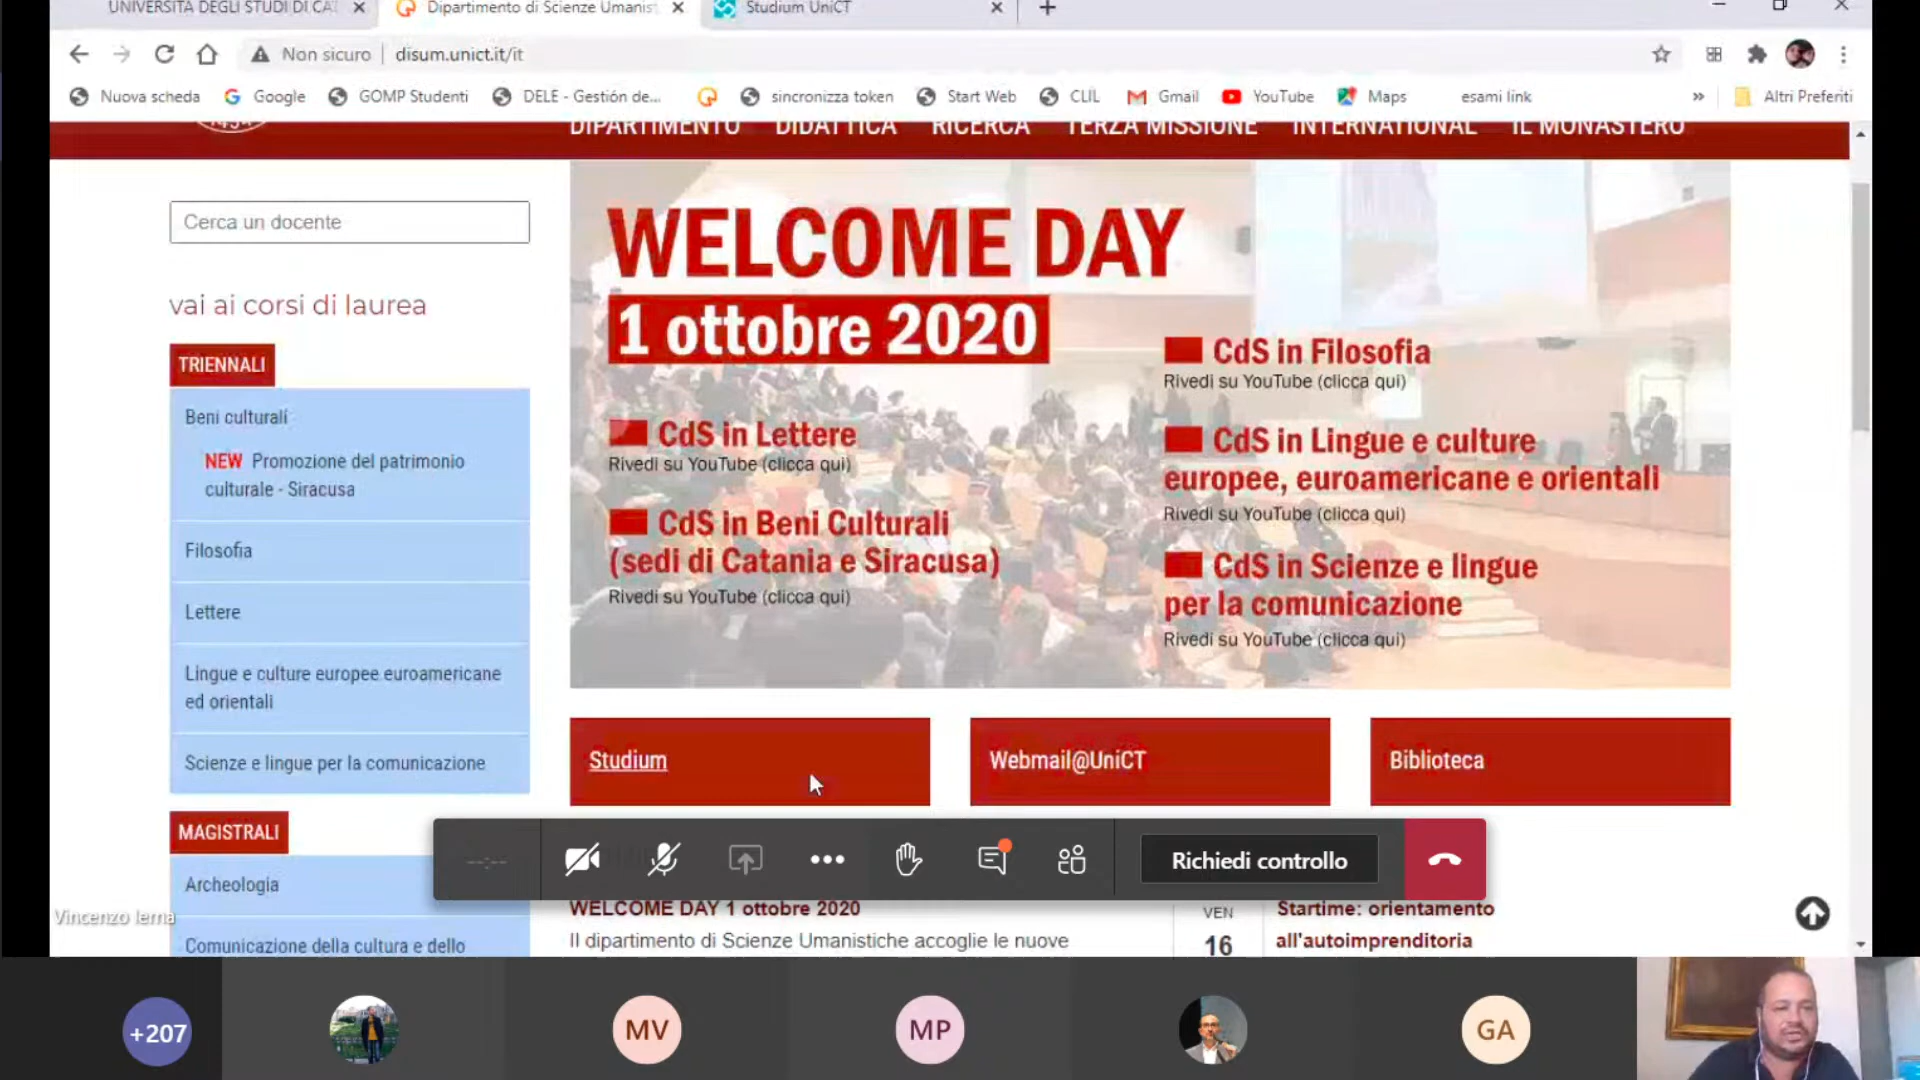 UNIVERSITÀ DEGLI STUDI DI CAT
Dipartimento di Scienze Umanist
Studium UniCT
Non sicuro
disum.unict.it/it
Nuova scheda
Google
GOMP Studenti
DELE - Gestión de...
sincronizza token
Start Web
CLIL
Gmail
YouTube
Maps
esami link
»
Altri Preferiti
1434
DIPARTIMENTO
DIDATTICA
RICERCA
TERZA MISSIONE
INTERNATIONAL
IL MONASTERO
Cerca un docente
vai ai corsi di laurea
TRIENNALI
Beni culturali
NEW Promozione del patrimonio
culturale - Siracusa
Filosofia
Lettere
Lingue e culture europee euroamericane
ed orientali
Scienze e lingue per la comunicazione
MAGISTRALI
Archeologia
Comunicazione della cultura e dello
WELCOME DAY
1 ottobre 2020
CdS in Lettere
Rivedi su YouTube (clicca qui)
CdS in Beni Culturali
(sedi di Catania e Siracusa)
Rivedi su YouTube (clicca qui)
CdS in Filosofia
Rivedi su YouTube (clicca qui)
CdS in Lingue e culture
europee, euroamericane e orientali
Rivedi su YouTube (clicca qui)
CdS in Scienze e lingue
per la comunicazione
Rivedi su YouTube (clicca qui)
Studium
Webmail@UniCT
Biblioteca
--:--
Richiedi controllo
WELCOME DAY 1 ottobre 2020
Il dipartimento di Scienze Umanistiche accoglie le nuove
VEN
16
Startime: orientamento
all'autoimprenditoria
Vincenzo Ierna
+207
MV
MP
GA